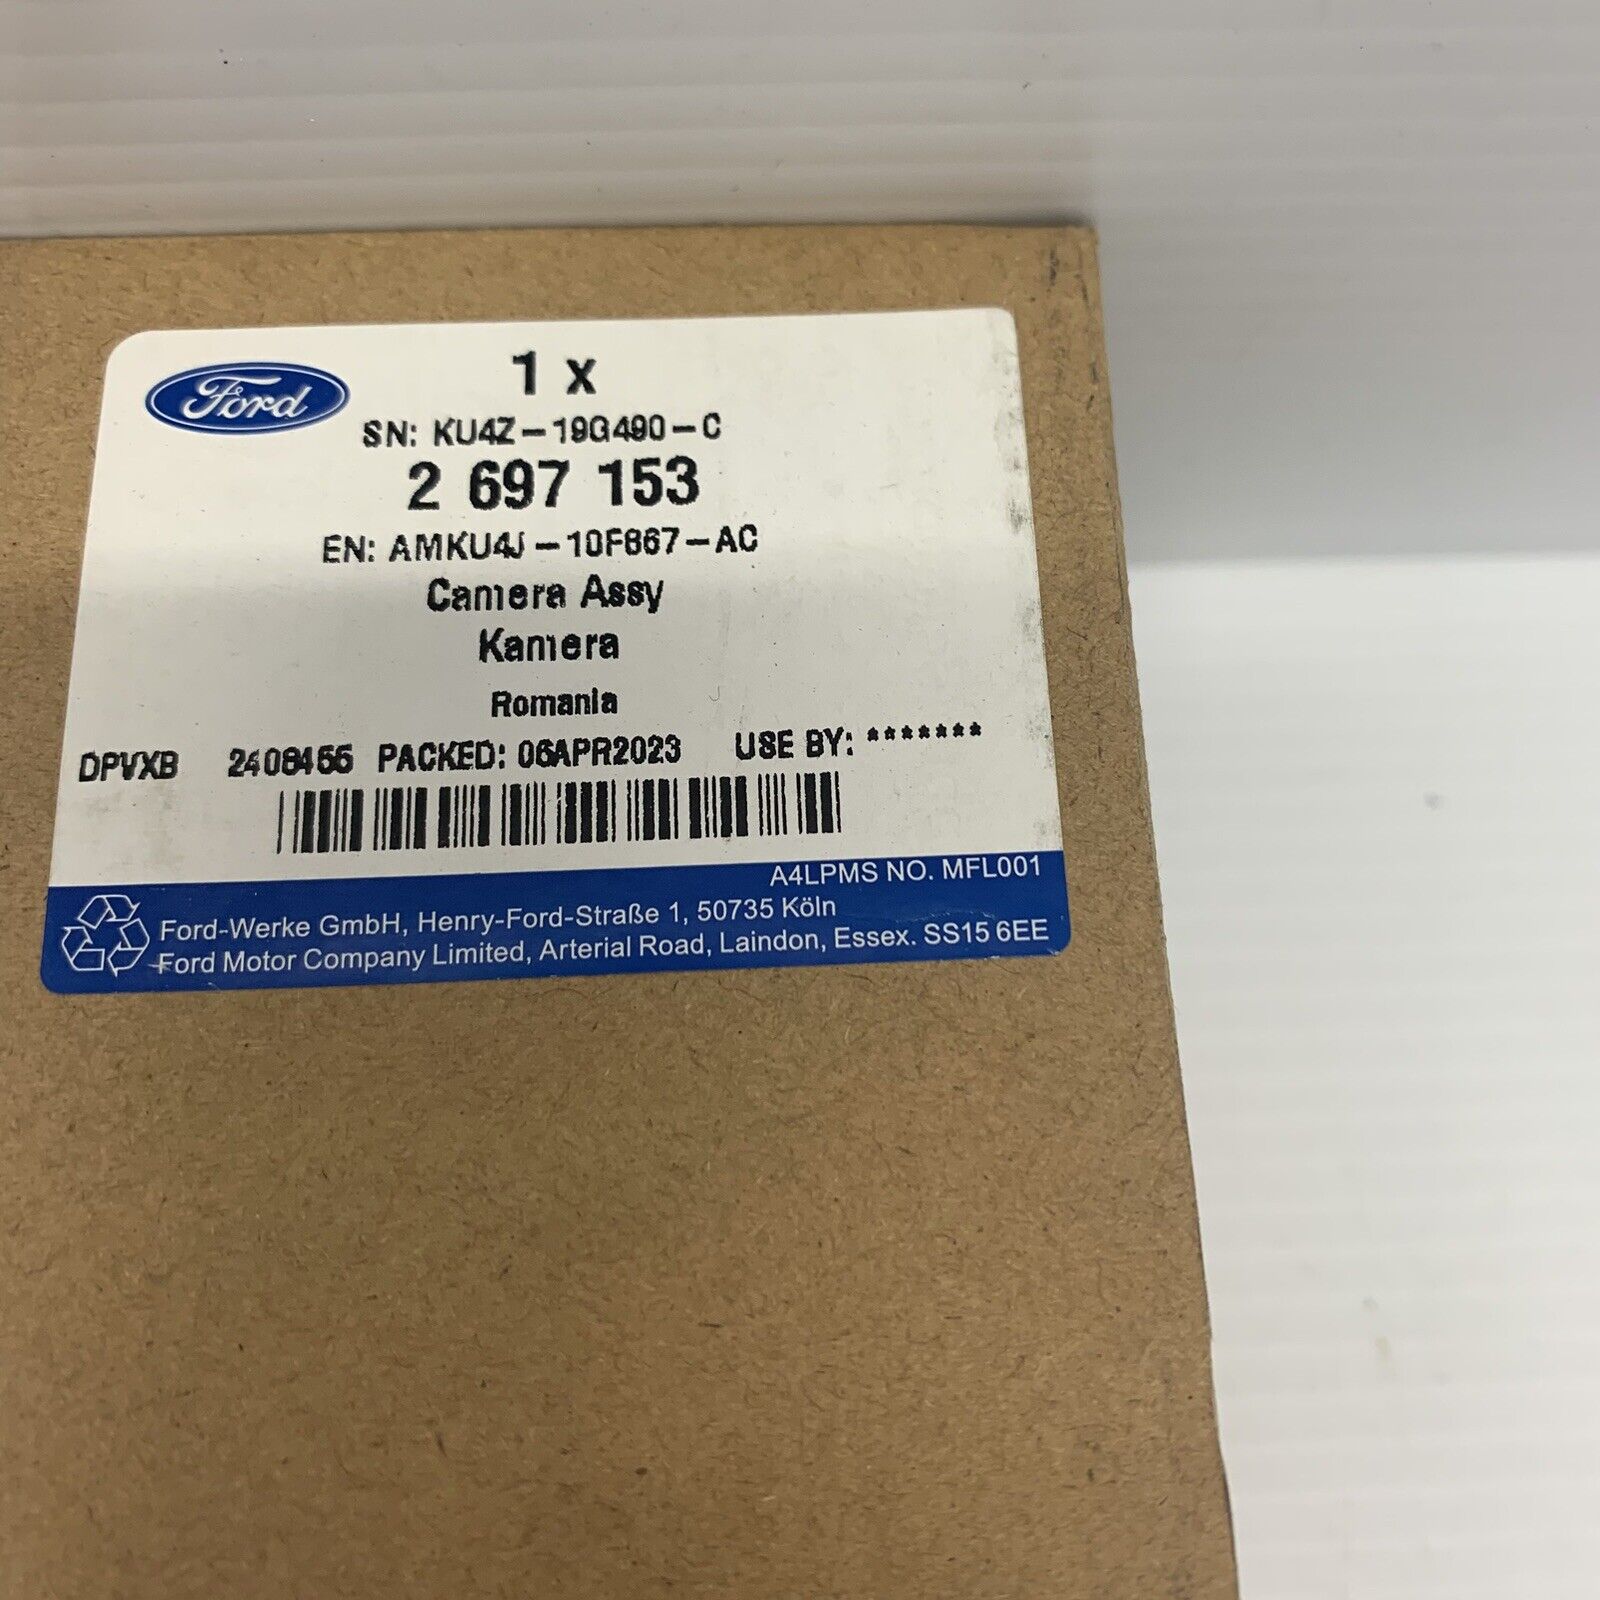 Ford
1 x
SN: KU4Z-19G490-C
2 697 153
EN: AMKU4J-10F867-AC
Camera Assy
Kamera
Romania
DPVXB 2408455 PACKED: 06APR2023 USE BY: *******
A4LPMS NO. MFL001
Ford-Werke GmbH, Henry-Ford-Straße 1, 50735 Köln
Ford Motor Company Limited, Arterial Road, Laindon, Essex. SS15 6EE